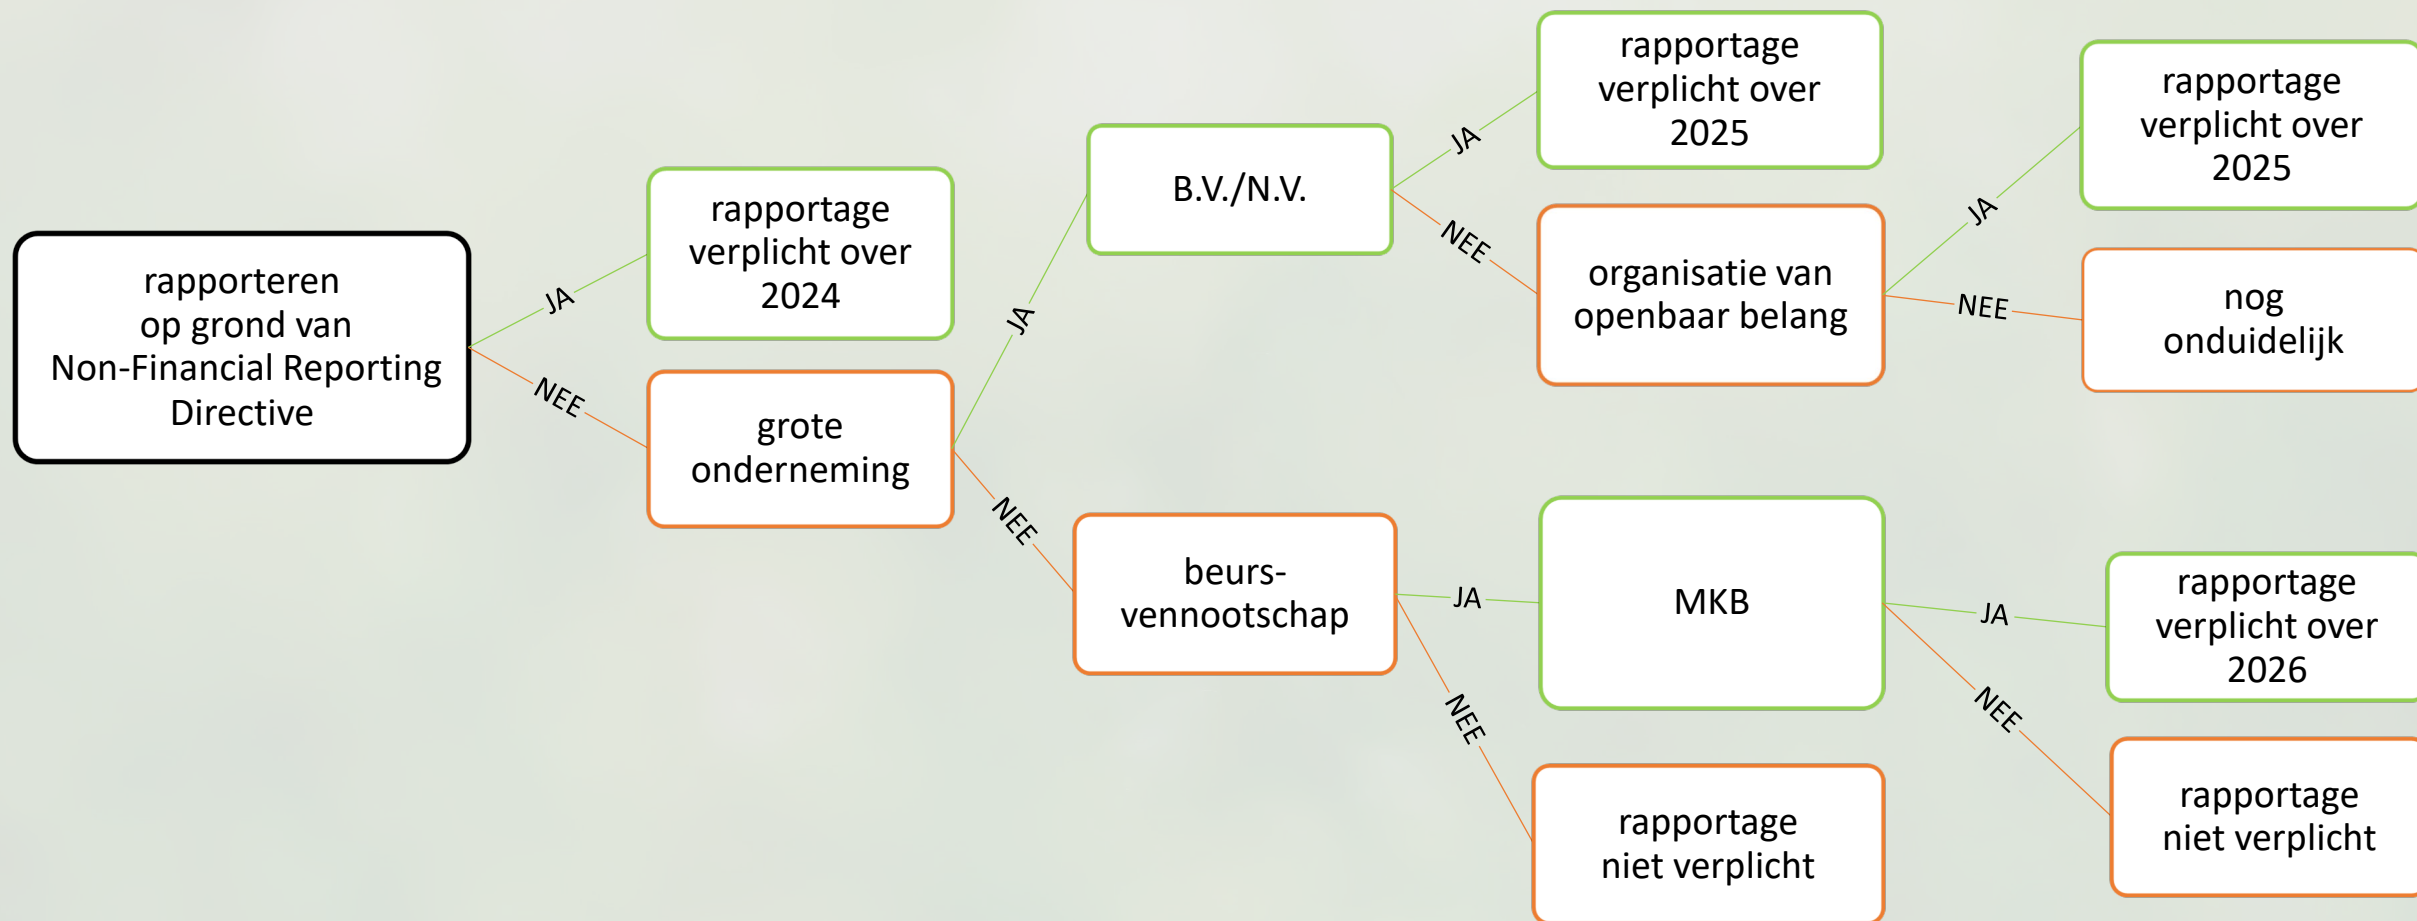 rapporteren
op grond van
Non-Financial Reporting
Directive
JA
NEE
rapportage
verplicht over
2024
grote
onderneming
JA
NEE
B.V./N.V.
beurs-
vennootschap
JA
NEE
JA
NEE
rapportage
verplicht over
2025
organisatie van
openbaar belang
MKB
rapportage
niet verplicht
JA
NEE
JA
NEE
rapportage
verplicht over
2025
nog
onduidelijk
rapportage
verplicht over
2026
rapportage
niet verplicht